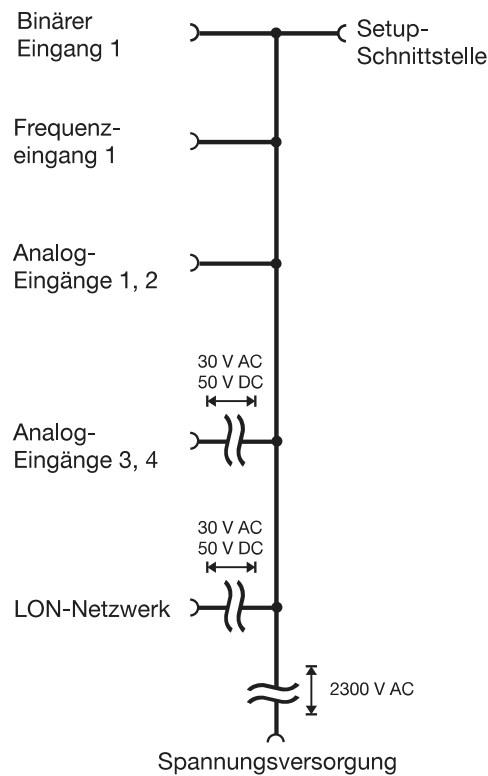 Binärer
Eingang 1
Setup-
Schnittstelle
Frequenz-
eingang 1
Analog-
Eingänge 1, 2
30 V AC
50 V DC
Analog-
Eingänge 3, 4
30 V AC
50 V DC
LON-Netzwerk
2300 V AC
Spannungsversorgung